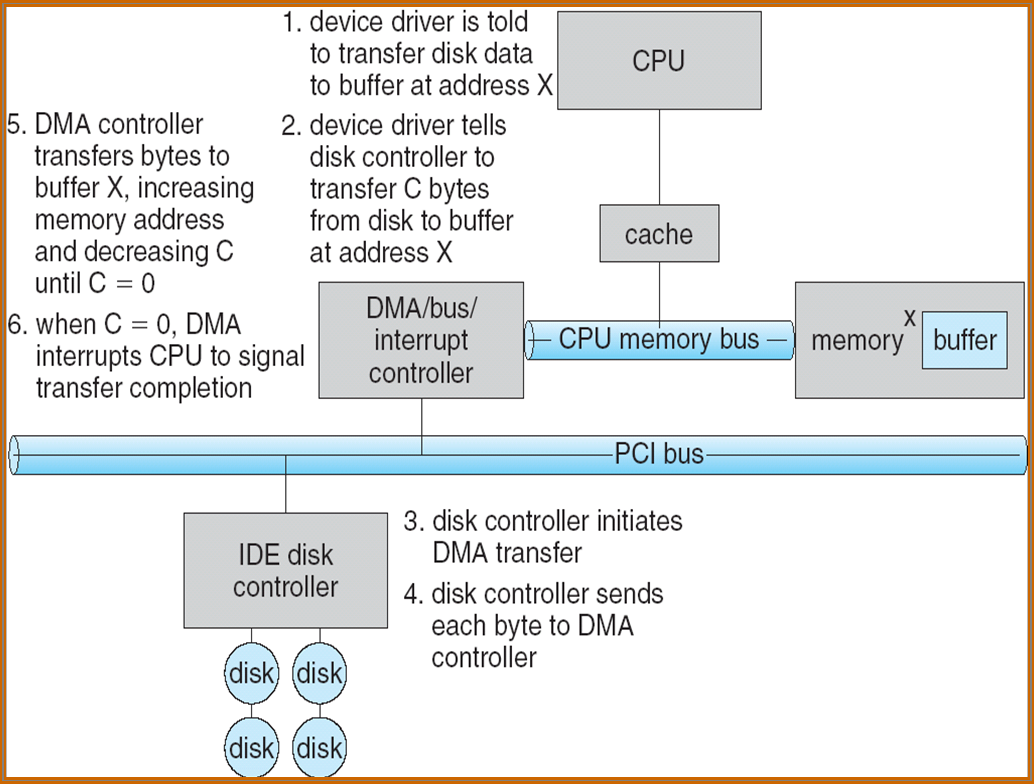 1. device driver is told
to transfer disk data
to buffer at address X
CPU
5. DMA controller
transfers bytes to
buffer X, increasing
memory address
and decreasing C
until C = 0
2. device driver tells
disk controller to
transfer C bytes
from disk to buffer
at address X
cache
6. when C = 0, DMA
interrupts CPU to signal
transfer completion
DMA/bus/
interrupt
controller
CPU memory bus
memory
X
buffer
PCI bus
IDE disk
controller
3. disk controller initiates
DMA transfer
4. disk controller sends
each byte to DMA
controller
disk
disk
disk
disk